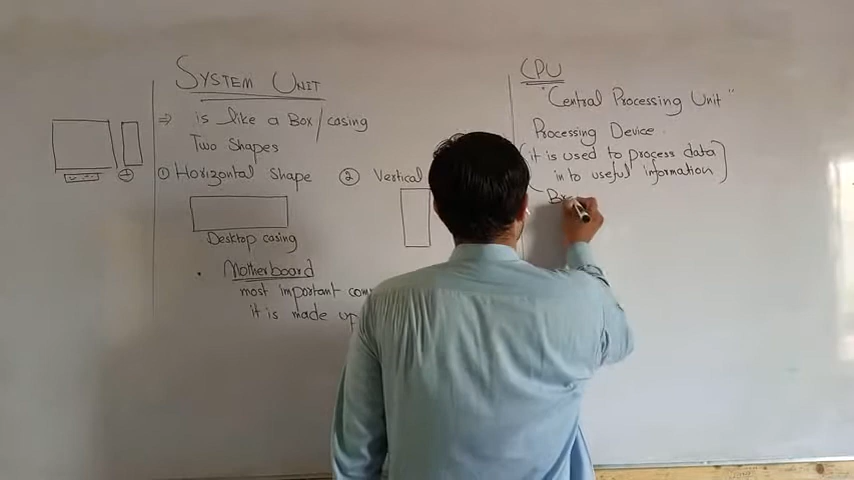 SYSTEM UNIT
⇒ is like a Box/casing
Two Shapes
① Horizontal Shape ② Vertical
Desktop casing
• Motherboard
most important
it is made up
CPU
"Central Processing Unit"
Processing Device.
(it is used to process data
in to useful information)